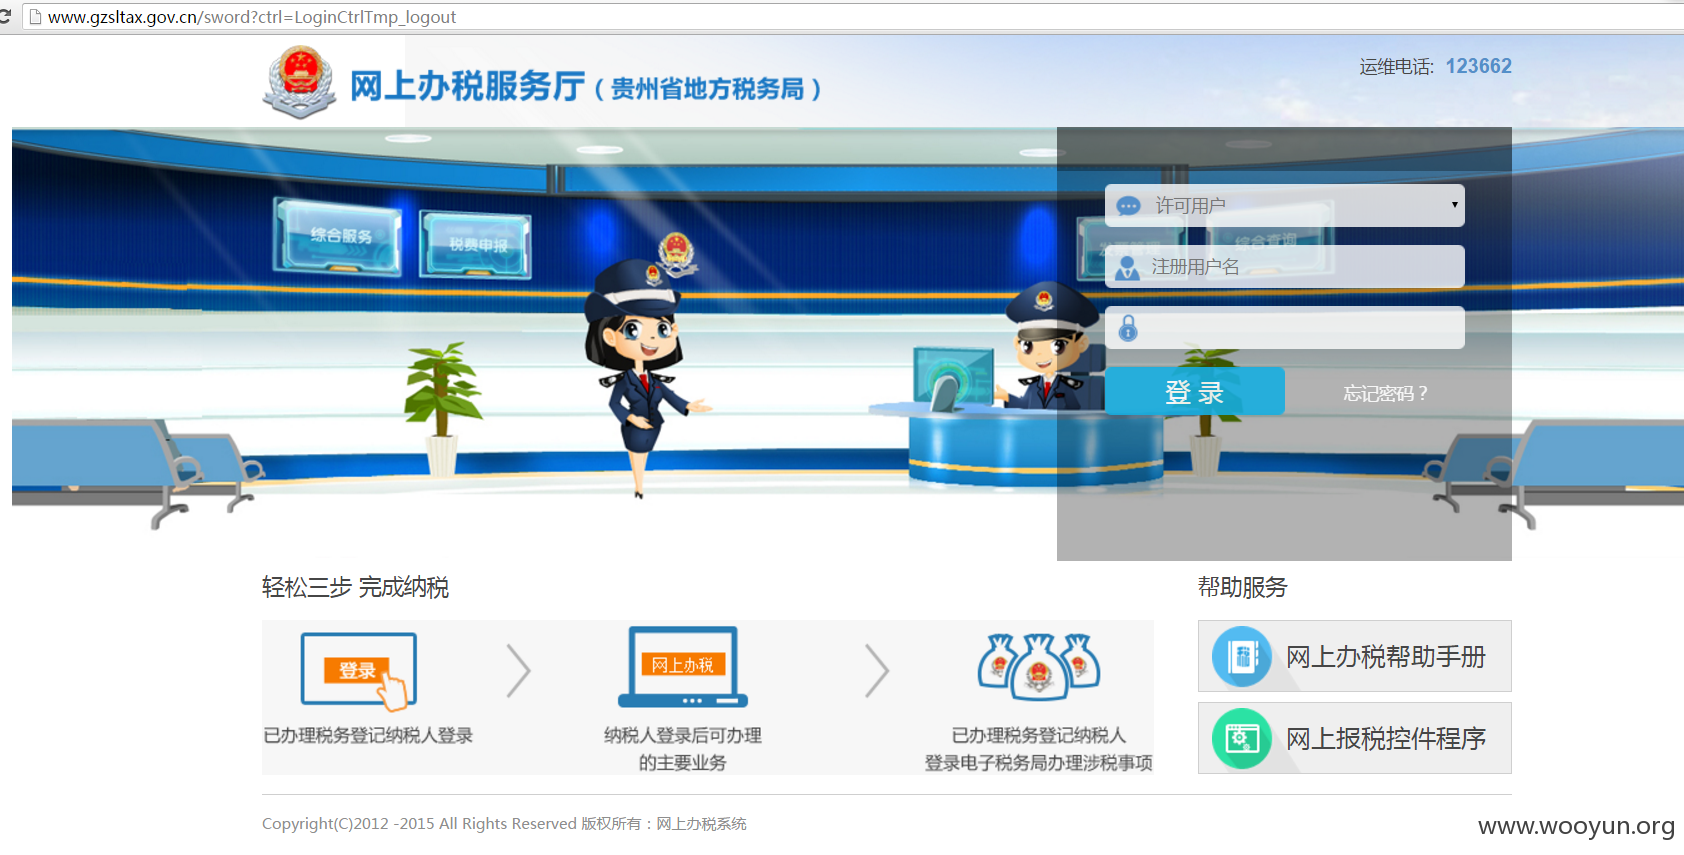 www.gzsltax.gov.cn/sword?ctrl=LoginCtrlTmp_logout
网上办税服务厅（贵州省地方税务局）
运维电话: 123662
综合服务
税费申报
综合查询
许可用户
注册用户名
登 录
忘记密码？
轻松三步 完成纳税
帮助服务
登录
网上办税
已办理税务登记纳税人登录
纳税人登录后可办理
的主要业务
已办理税务登记纳税人
登录电子税务局办理涉税事项
网上办税帮助手册
网上报税控件程序
Copyright(C)2012 -2015 All Rights Reserved 版权所有：网上办税系统
www.wooyun.org